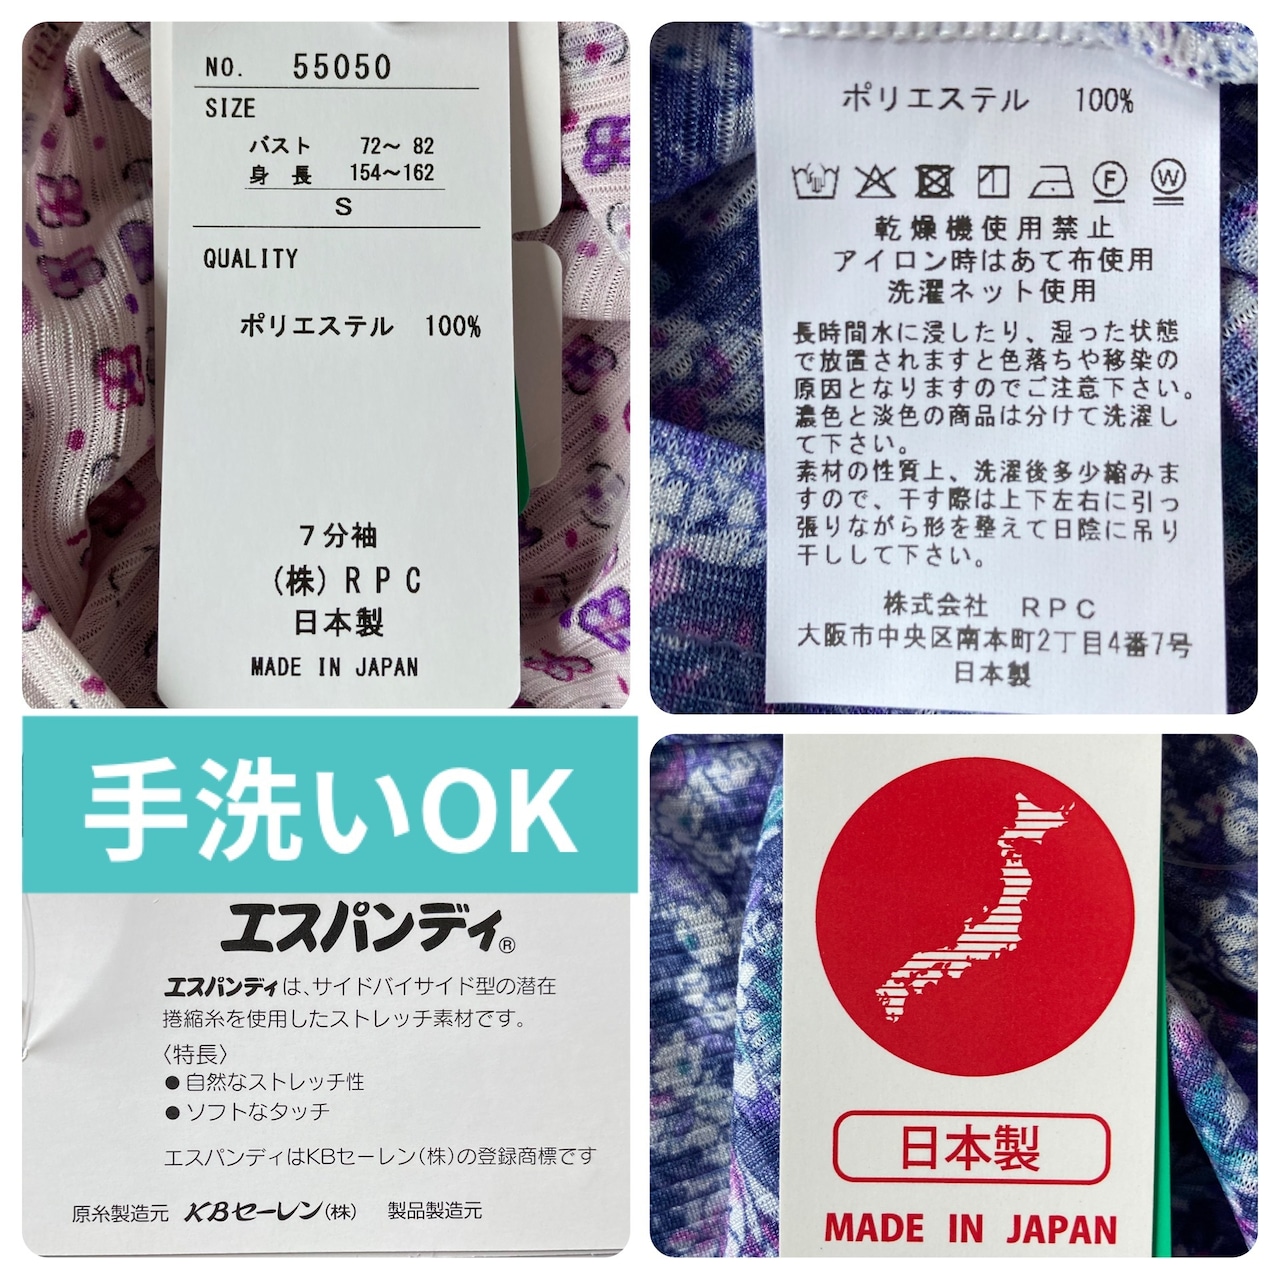 NO. 55050
SIZE
バスト 72～ 82
身 長 154～162
S
QUALITY
ポリエステル 100%
7分袖
(株)RPC
日本製
MADE IN JAPAN
ポリエステル 100%
F W
乾燥機使用禁止
アイロン時はあて布使用
洗濯ネット使用
長時間水に浸したり、湿った状態
で放置されますと色落ちや移染の
原因となりますのでご注意下さい。
濃色と淡色の商品は分けて洗濯し
て下さい。
素材の性質上、洗濯後多少縮みま
すので、干す際は上下左右に引っ
張りながら形を整えて日陰に吊り
干しして下さい。
株式会社 RPC
大阪市中央区南本町2丁目4番7号
日本製
手洗いOK
エスパンディ®
エスパンディは、サイドバイサイド型の潜在
捲縮糸を使用したストレッチ素材です。
〈特長〉
● 自然なストレッチ性
● ソフトなタッチ
エスパンディはKBセーレン(株)の登録商標です
原糸製造元 KBセーレン(株) 製品製造元
日本製
MADE IN JAPAN